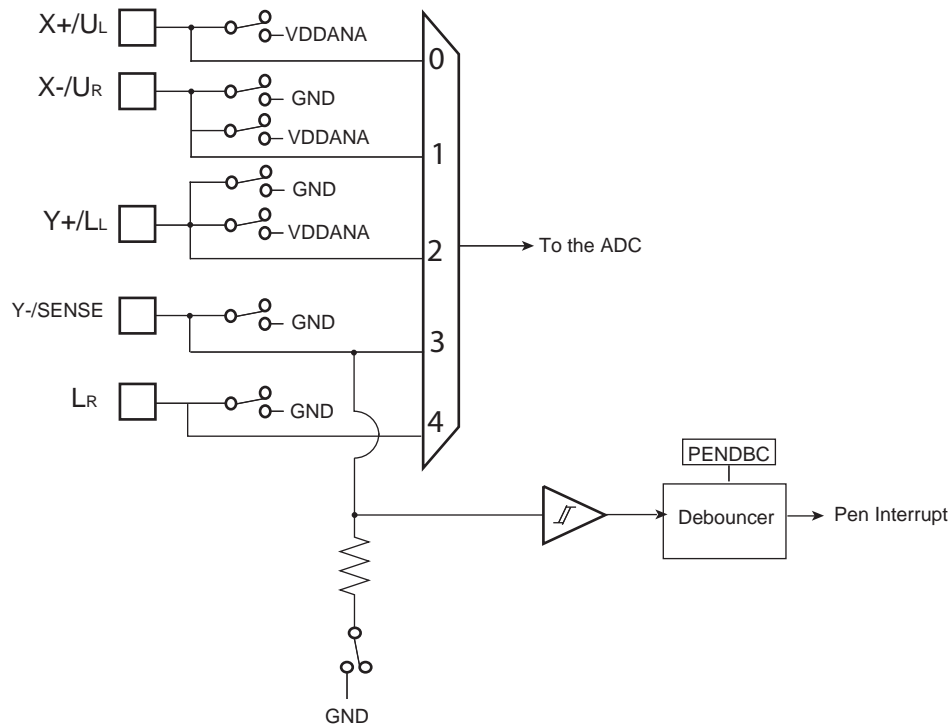 X+/UL
VDDANA
0
X-/UR
GND
VDDANA
1
GND
Y+/LL
VDDANA
2
To the ADC
Y-/SENSE
GND
3
LR
GND
4
PENDBC
Debouncer
Pen Interrupt
GND